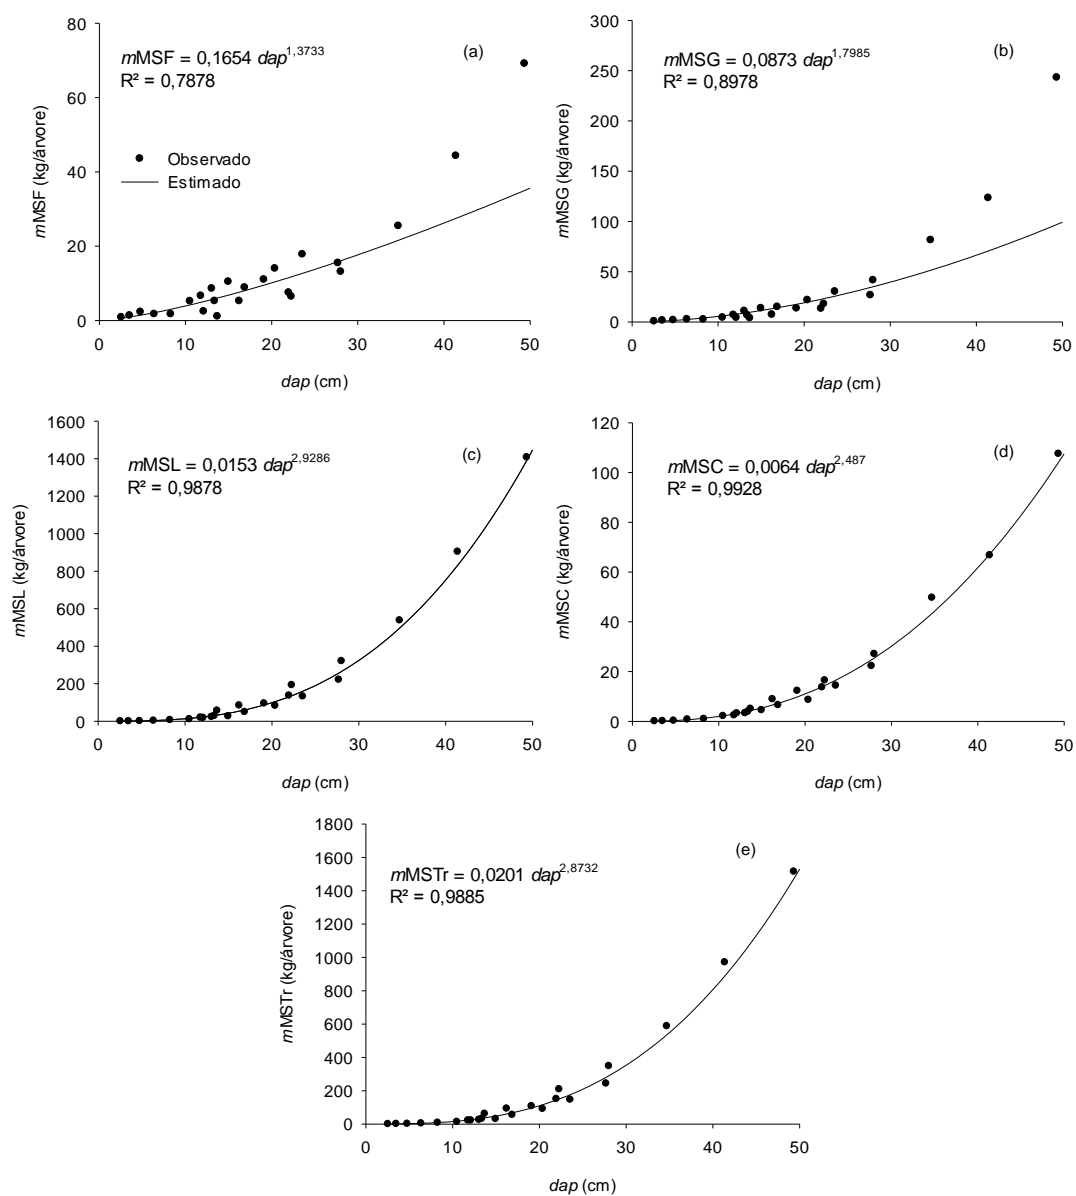 mMSF = 0,1654 dap^1,3733
R² = 0,7878
(a)
Observado
Estimado
mMSF (kg/árvore)
80
60
40
20
0
0 10 20 30 40 50
dap (cm)
mMSG = 0,0873 dap^1,7985
R² = 0,8978
(b)
mMSG (kg/árvore)
300
250
200
150
100
50
0
0 10 20 30 40 50
dap (cm)
mMSL = 0,0153 dap^2,9286
R² = 0,9878
(c)
mMSL (kg/árvore)
1600
1400
1200
1000
800
600
400
200
0
0 10 20 30 40 50
dap (cm)
mMSC = 0,0064 dap^2,487
R² = 0,9928
(d)
mMSC (kg/árvore)
120
100
80
60
40
20
0
0 10 20 30 40 50
dap (cm)
mMSTr = 0,0201 dap^2,8732
R² = 0,9885
(e)
mMSTr (kg/árvore)
1800
1600
1400
1200
1000
800
600
400
200
0
0 10 20 30 40 50
dap (cm)